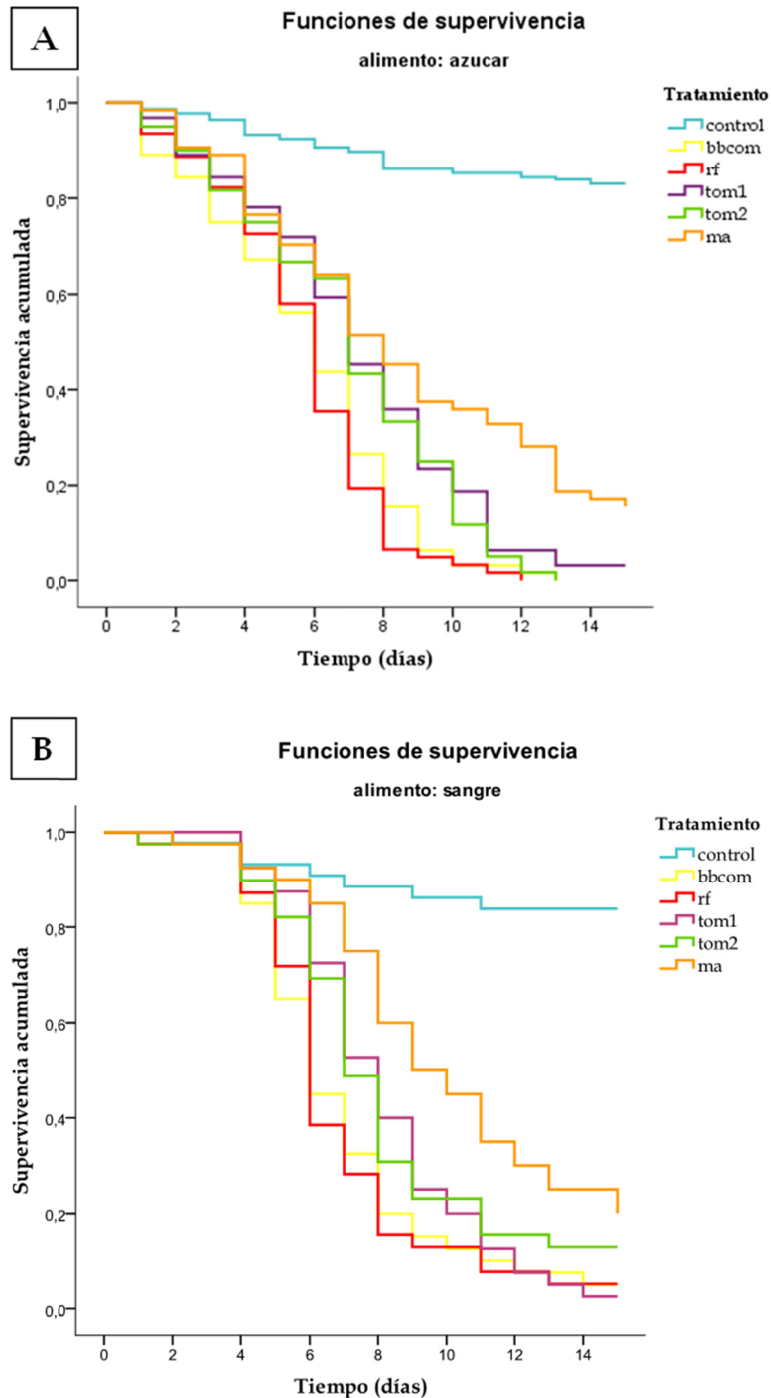 A
Funciones de supervivencia
alimento: azucar
Tratamiento
control
bbcom
rf
tom1
tom2
ma
Supervivencia acumulada
1,0
0,8
0,6
0,4
0,2
0,0
0 2 4 6 8 10 12 14
Tiempo (días)
B
Funciones de supervivencia
alimento: sangre
Tratamiento
control
bbcom
rf
tom1
tom2
ma
Supervivencia acumulada
1,0
0,8
0,6
0,4
0,2
0,0
0 2 4 6 8 10 12 14
Tiempo (días)